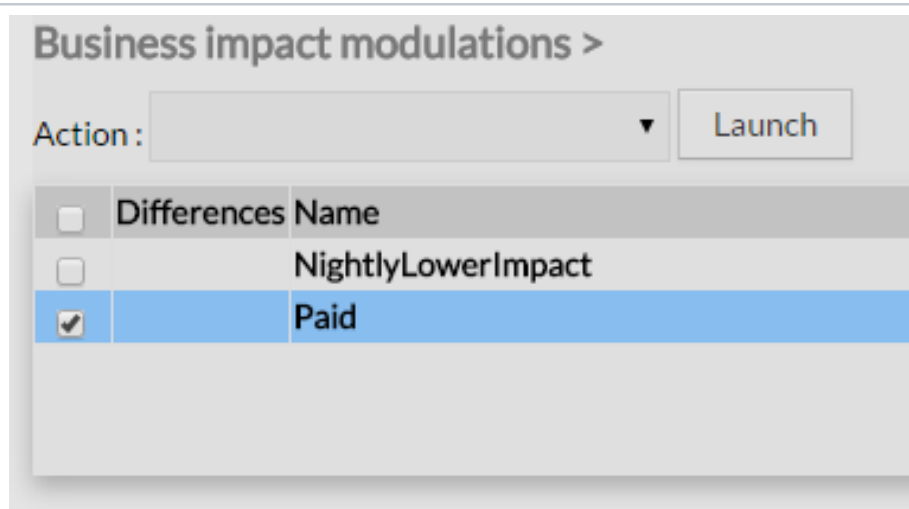 Business impact modulations >
Action : Launch
Differences Name
NightlyLowerImpact
Paid